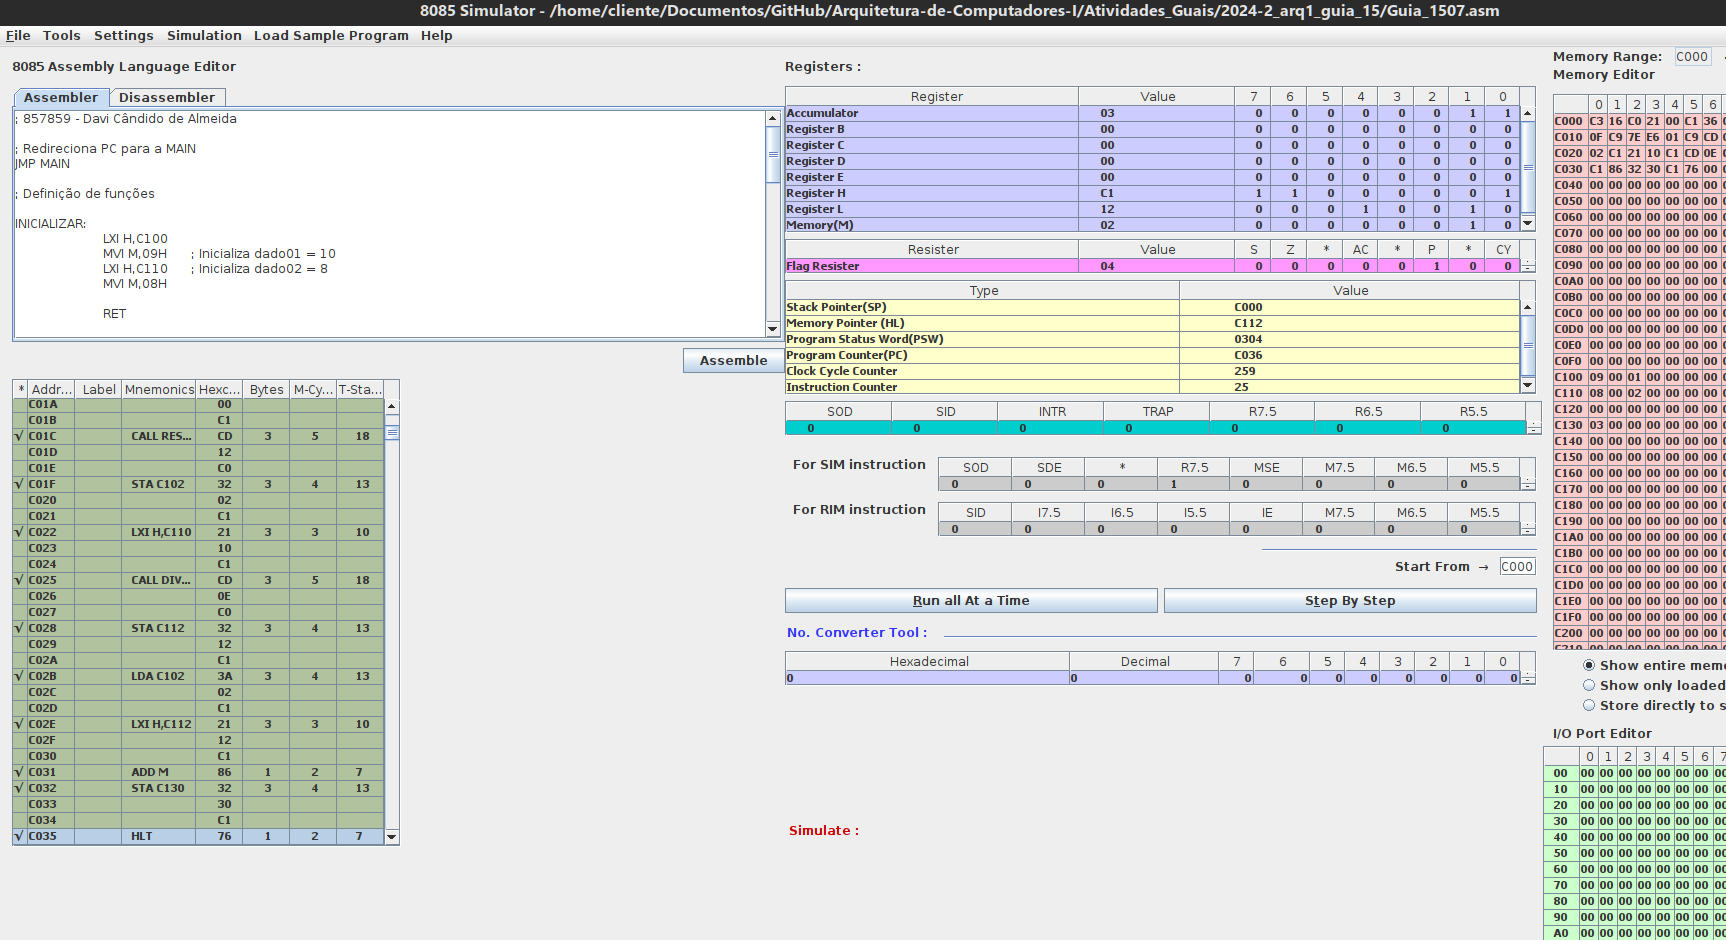 8085 Simulator - /home/cliente/Documentos/GitHub/Arquitetura-de-Computadores-I/Atividades_Guais/2024-2_arq1_guia_15/Guia_1507.asm
File Tools Settings Simulation Load Sample Program Help
8085 Assembly Language Editor
Assembler Disassembler
; 857859 - Davi Cândido de Almeida
; Redireciona PC para a MAIN
JMP MAIN
; Definição de funções
INICIALIZAR:
LXI H,C100
MVI M,09H ; Inicializa dado01 = 10
LXI H,C110 ; Inicializa dado02 = 8
MVI M,08H
RET
Assemble
* Addr... Label Mnemonics Hexc... Bytes M-Cy... T-Sta...
C01A 00
C01B C1
√ C01C CALL RES... CD 3 5 18
C01D 12
C01E C0
√ C01F STA C102 32 3 4 13
C020 02
C021 C1
√ C022 LXI H,C110 21 3 3 10
C023 10
C024 C1
√ C025 CALL DIV... CD 3 5 18
C026 0E
C027 C0
√ C028 STA C112 32 3 4 13
C029 12
C02A C1
√ C02B LDA C102 3A 3 4 13
C02C 02
C02D C1
√ C02E LXI H,C112 21 3 3 10
C02F 12
C030 C1
√ C031 ADD M 86 1 2 7
√ C032 STA C130 32 3 4 13
C033 30
C034 C1
√ C035 HLT 76 1 2 7
Registers :
Register Value 7 6 5 4 3 2 1 0
Accumulator 03 0 0 0 0 0 0 1 1
Register B 00 0 0 0 0 0 0 0 0
Register C 00 0 0 0 0 0 0 0 0
Register D 00 0 0 0 0 0 0 0 0
Register E 00 0 0 0 0 0 0 0 0
Register H C1 1 1 0 0 0 0 0 1
Register L 12 0 0 0 1 0 0 1 0
Memory(M) 02 0 0 0 0 0 0 1 0
Resister Value S Z * AC * P * CY
Flag Resister 04 0 0 0 0 0 1 0 0
Type Value
Stack Pointer(SP) C000
Memory Pointer (HL) C112
Program Status Word(PSW) 0304
Program Counter(PC) C036
Clock Cycle Counter 259
Instruction Counter 25
SOD SID INTR TRAP R7.5 R6.5 R5.5
0 0 0 0 0 0 0
For SIM instruction
SOD SDE * R7.5 MSE M7.5 M6.5 M5.5
0 0 0 1 0 0 0 0
For RIM instruction
SID I7.5 I6.5 I5.5 IE M7.5 M6.5 M5.5
0 0 0 0 0 0 0 0
Start From → C000
Run all At a Time Step By Step
No. Converter Tool :
Hexadecimal Decimal 7 6 5 4 3 2 1 0
0 0 0 0 0 0 0 0 0 0
Simulate :
Memory Range: C000
Memory Editor
0 1 2 3 4 5 6
C000 C3 16 C0 21 00 C1 36
C010 0F C9 7E E6 01 C9 CD
C020 02 C1 21 10 C1 CD 0E
C030 C1 86 32 30 C1 76 00
C040 00 00 00 00 00 00 00
C050 00 00 00 00 00 00 00
C060 00 00 00 00 00 00 00
C070 00 00 00 00 00 00 00
C080 00 00 00 00 00 00 00
C090 00 00 00 00 00 00 00
C0A0 00 00 00 00 00 00 00
C0B0 00 00 00 00 00 00 00
C0C0 00 00 00 00 00 00 00
C0D0 00 00 00 00 00 00 00
C0E0 00 00 00 00 00 00 00
C0F0 00 00 00 00 00 00 00
C100 09 00 01 00 00 00 00
C110 08 00 02 00 00 00 00
C120 00 00 00 00 00 00 00
C130 03 00 00 00 00 00 00
C140 00 00 00 00 00 00 00
C150 00 00 00 00 00 00 00
C160 00 00 00 00 00 00 00
C170 00 00 00 00 00 00 00
C180 00 00 00 00 00 00 00
C190 00 00 00 00 00 00 00
C1A0 00 00 00 00 00 00 00
C1B0 00 00 00 00 00 00 00
C1C0 00 00 00 00 00 00 00
C1D0 00 00 00 00 00 00 00
C1E0 00 00 00 00 00 00 00
C1F0 00 00 00 00 00 00 00
C200 00 00 00 00 00 00 00
C210 00 00 00 00 00 00 00
Show entire mem
Show only loaded
Store directly to s
I/O Port Editor
0 1 2 3 4 5 6 7
00 00 00 00 00 00 00 00
10 00 00 00 00 00 00 00
20 00 00 00 00 00 00 00
30 00 00 00 00 00 00 00
40 00 00 00 00 00 00 00
50 00 00 00 00 00 00 00
60 00 00 00 00 00 00 00
70 00 00 00 00 00 00 00
80 00 00 00 00 00 00 00
90 00 00 00 00 00 00 00
A0 00 00 00 00 00 00 00